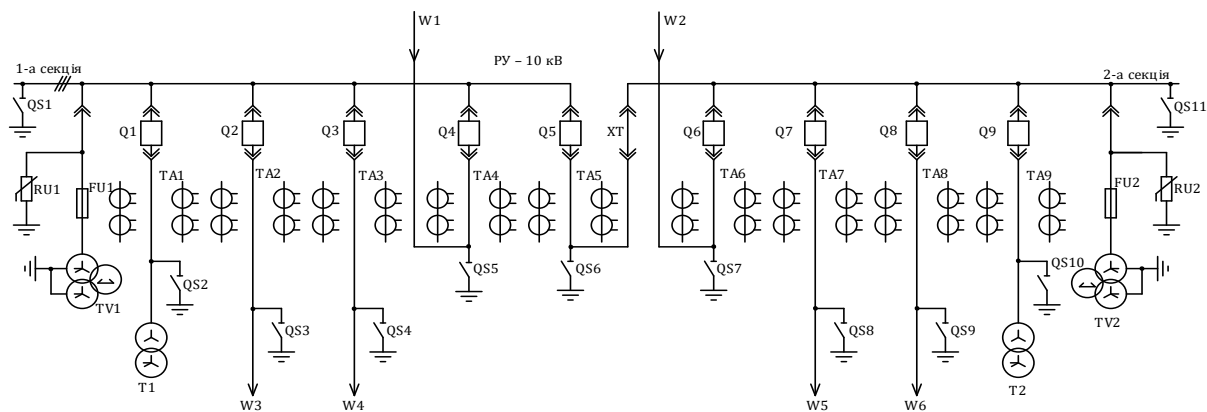 W1
W2
1-а секція
РУ – 10 кВ
2-а секція
QS1
Q1
Q2
Q3
Q4
Q5
XT
Q6
Q7
Q8
Q9
QS11
RU1
FU1
TA1
TA2
TA3
TA4
TA5
TA6
TA7
TA8
TA9
FU2
RU2
QS2
QS5
QS6
QS7
QS10
TV1
QS3
QS4
QS8
QS9
TV2
T1
W3
W4
W5
W6
T2